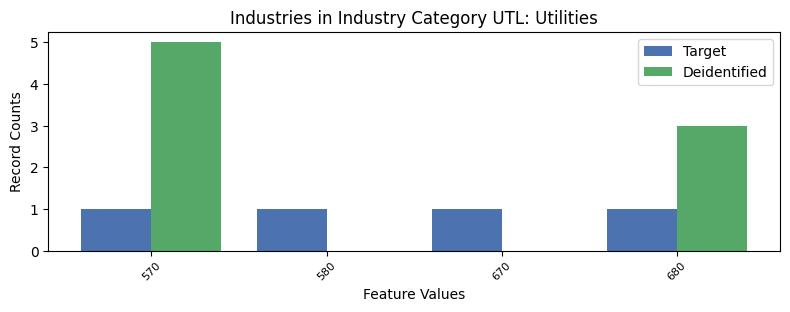 Industries in Industry Category UTL: Utilities
Target
Deidentified
Record Counts
5
4
3
2
1
0
570
580
670
680
Feature Values